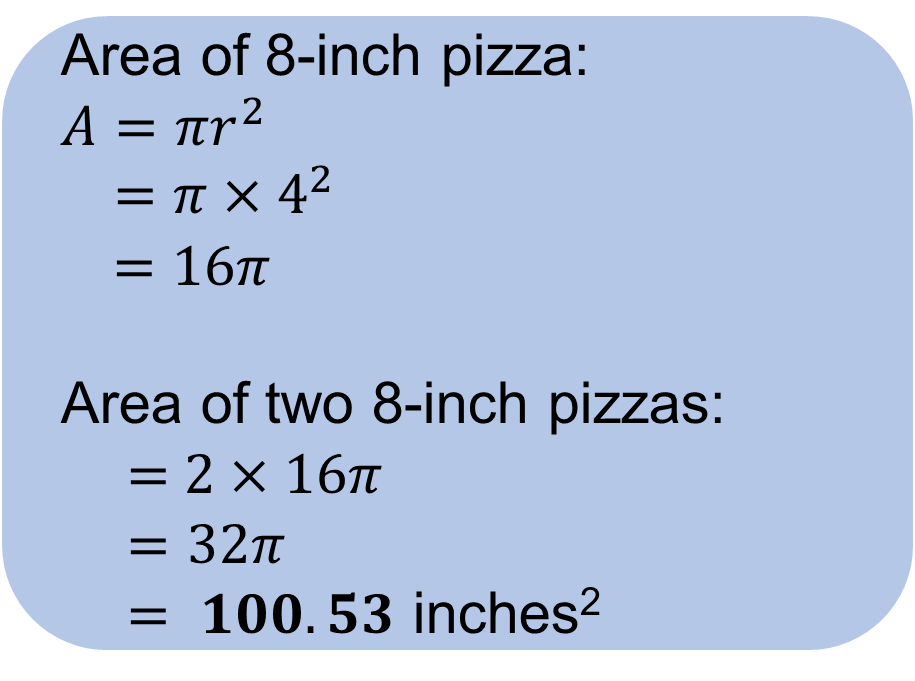 Area of 8-inch pizza:
𝐴 = 𝜋𝑟²
= 𝜋 × 4²
= 16𝜋
Area of two 8-inch pizzas:
= 2 × 16𝜋
= 32𝜋
= 100.53 inches²